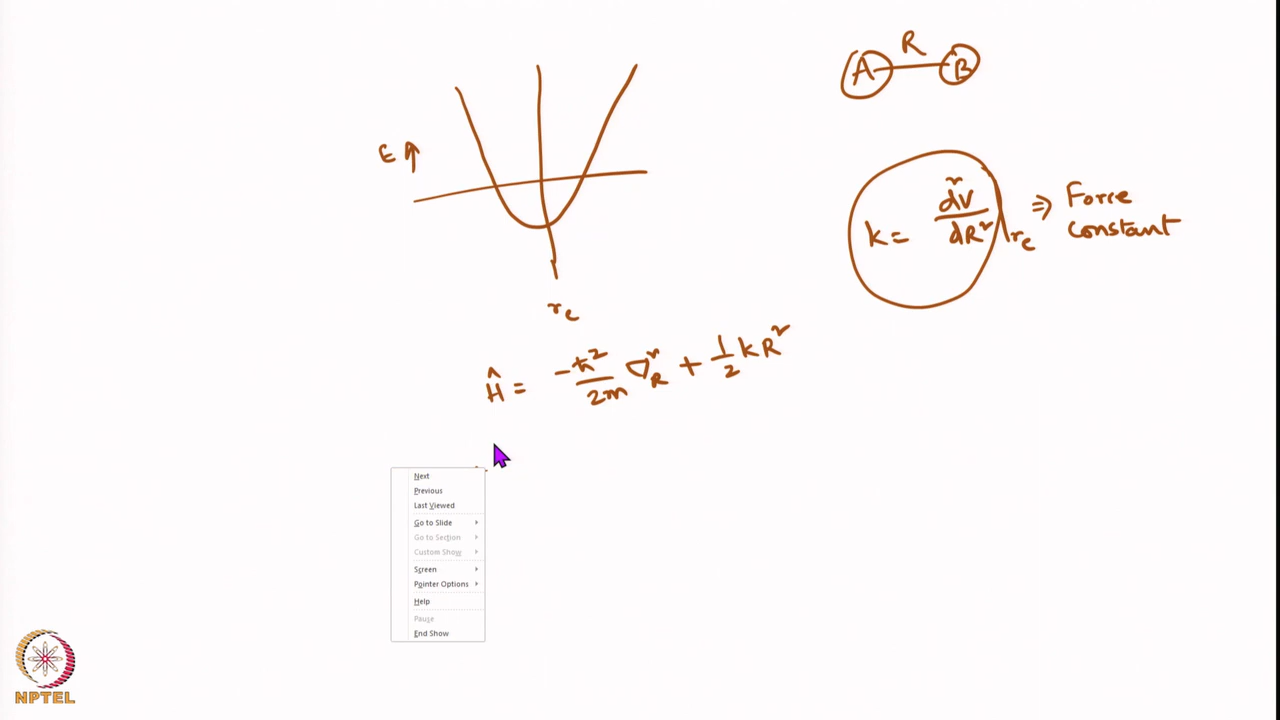 R
A B
E ↑
k = d²V/dR² |rₑ ⇒ Force
constant
rₑ
Ĥ = -ħ²/2m ∇²R + 1/2 kR²
Next
Previous
Last Viewed
Go to Slide
Go to Section
Custom Show
Screen
Pointer Options
Help
Pause
End Show
NPTEL